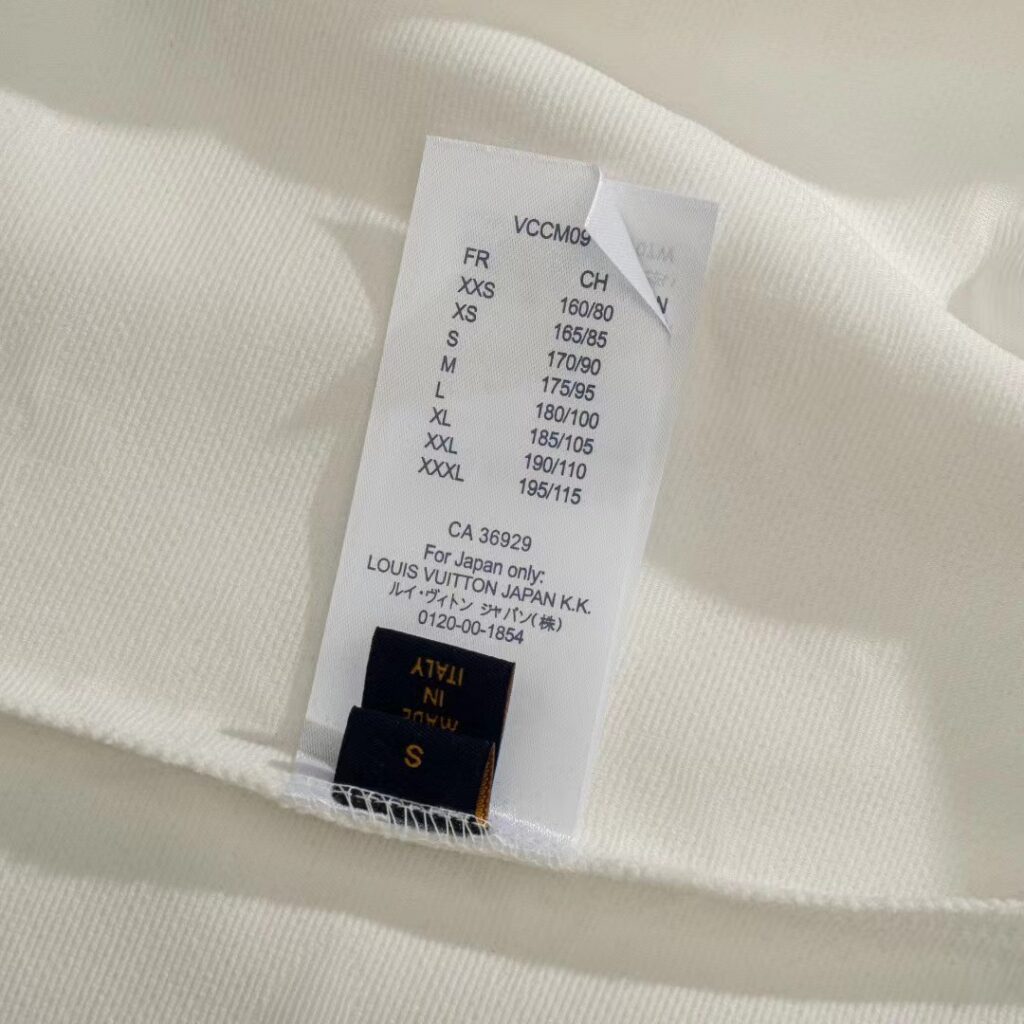 VCCM09
FR CH N
XXS 160/80
XS 165/85
S 170/90
M 175/95
L 180/100
XL 185/105
XXL 190/110
XXXL 195/115
CA 36929
For Japan only:
LOUIS VUITTON JAPAN K.K.
ルイ・ヴィトン ジャパン(株)
0120-00-1854
MADE
IN
ITALY
S